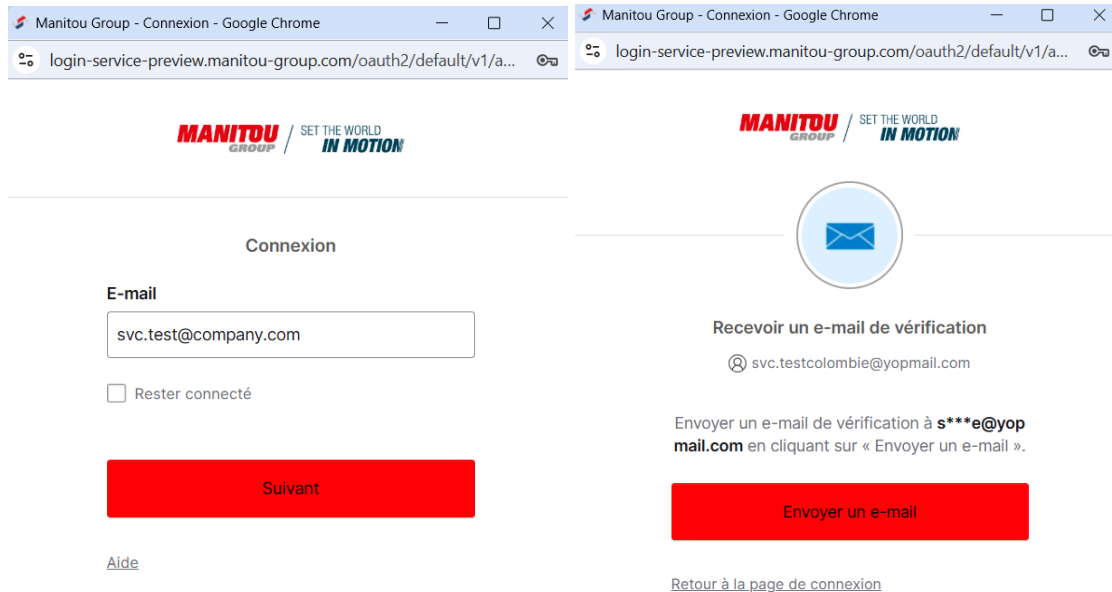 Manitou Group - Connexion - Google Chrome
login-service-preview.manitou-group.com/oauth2/default/v1/a...
MANITOU
GROUP
SET THE WORLD
IN MOTION
Connexion
E-mail
svc.test@company.com
Rester connecté
Suivant
Aide
Manitou Group - Connexion - Google Chrome
login-service-preview.manitou-group.com/oauth2/default/v1/a...
MANITOU
GROUP
SET THE WORLD
IN MOTION
Recevoir un e-mail de vérification
svc.testcolombie@yopmail.com
Envoyer un e-mail de vérification à s***e@yop
mail.com en cliquant sur « Envoyer un e-mail ».
Envoyer un e-mail
Retour à la page de connexion